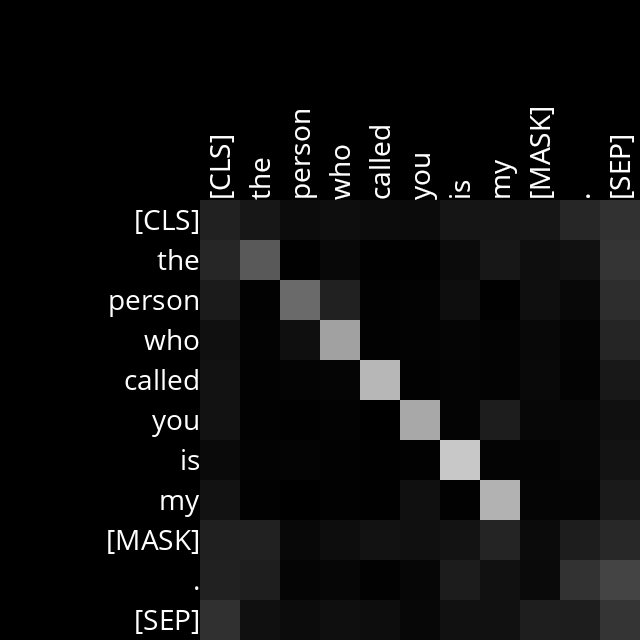 [CLS] the person who called you is my [MASK] . [SEP]
[CLS]
the
person
who
called
you
is
my
[MASK]
.
[SEP]